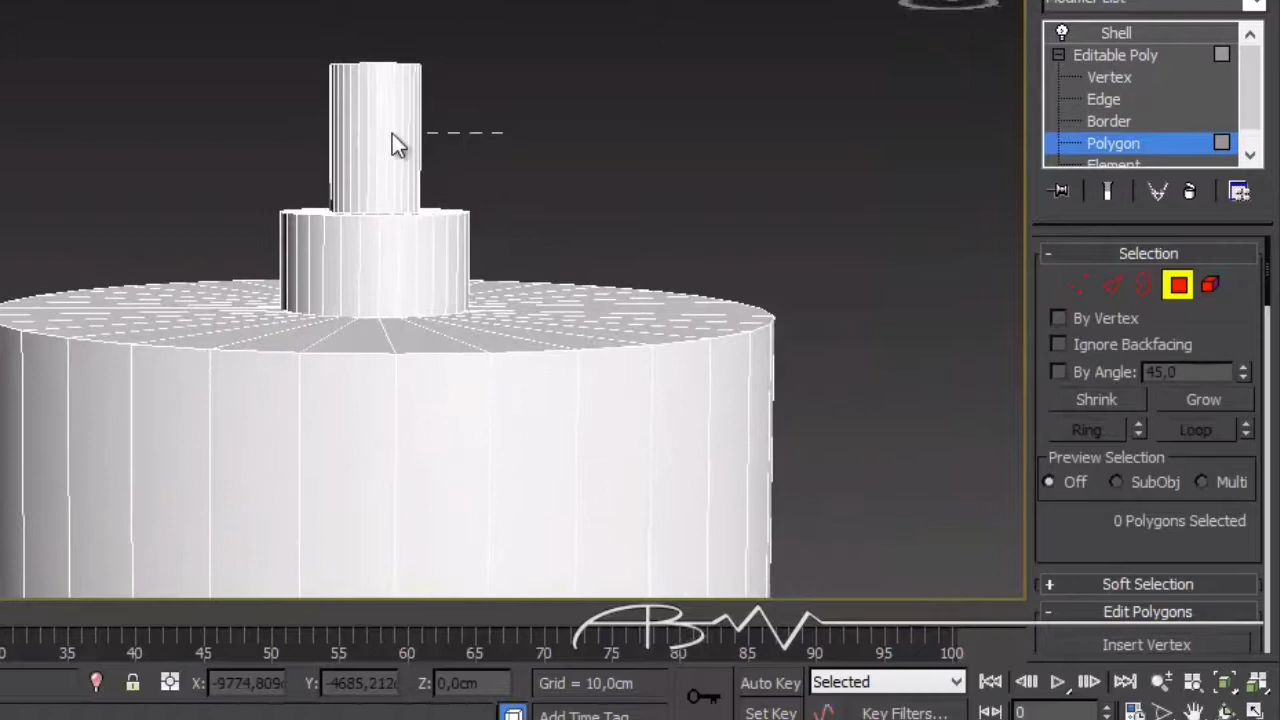 Modifier List
Shell
Editable Poly
Vertex
Edge
Border
Polygon
Element
- Selection
By Vertex
Ignore Backfacing
By Angle: 45,0
Shrink Grow
Ring Loop
Preview Selection
Off SubObj Multi
0 Polygons Selected
+ Soft Selection
- Edit Polygons
Insert Vertex
35 40 45 50 55 60 65 70 75 80 85 90 95 100
X: -9774,809 Y: -4685,212 Z: 0,0cm Grid = 10,0cm Auto Key Selected
Add Time Tag Set Key Key Filters... 0